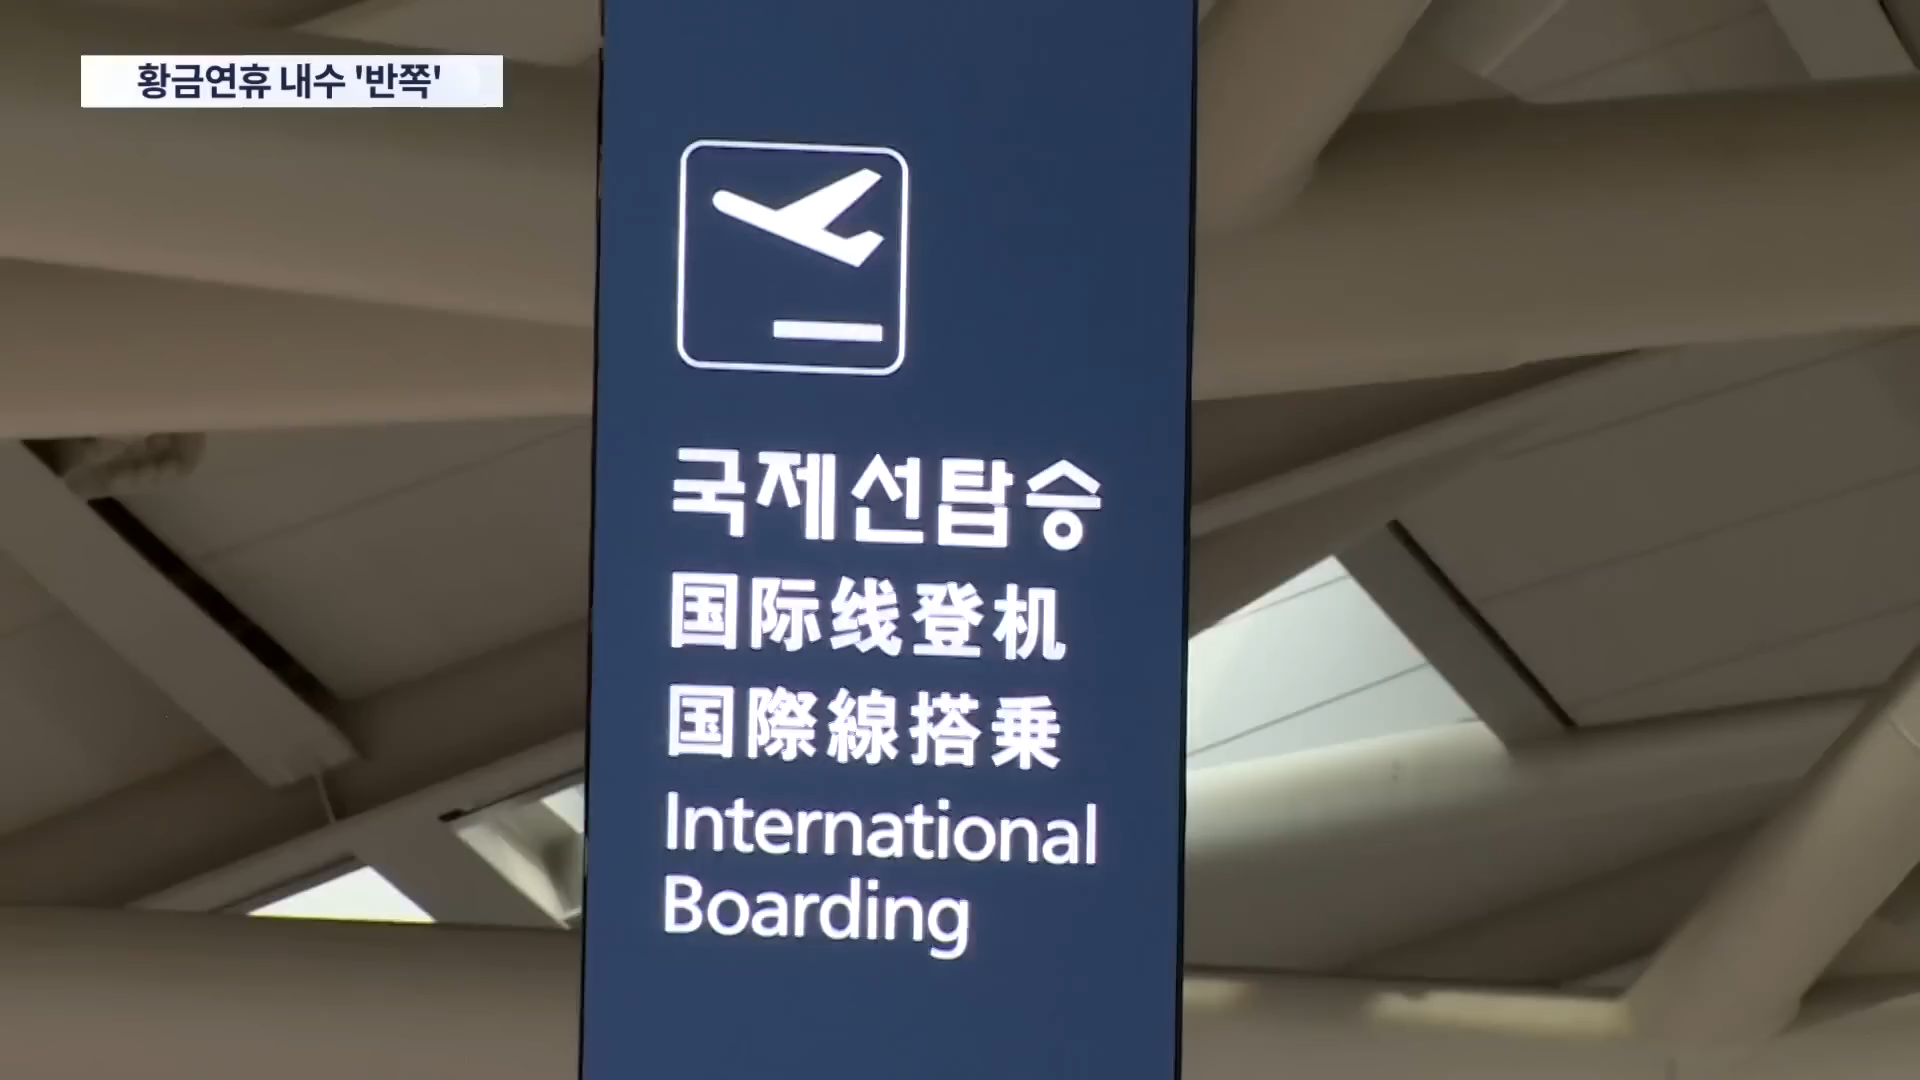 황금연휴 내수 '반쪽'
국제선탑승
国际线登机
国際線搭乗
International
Boarding